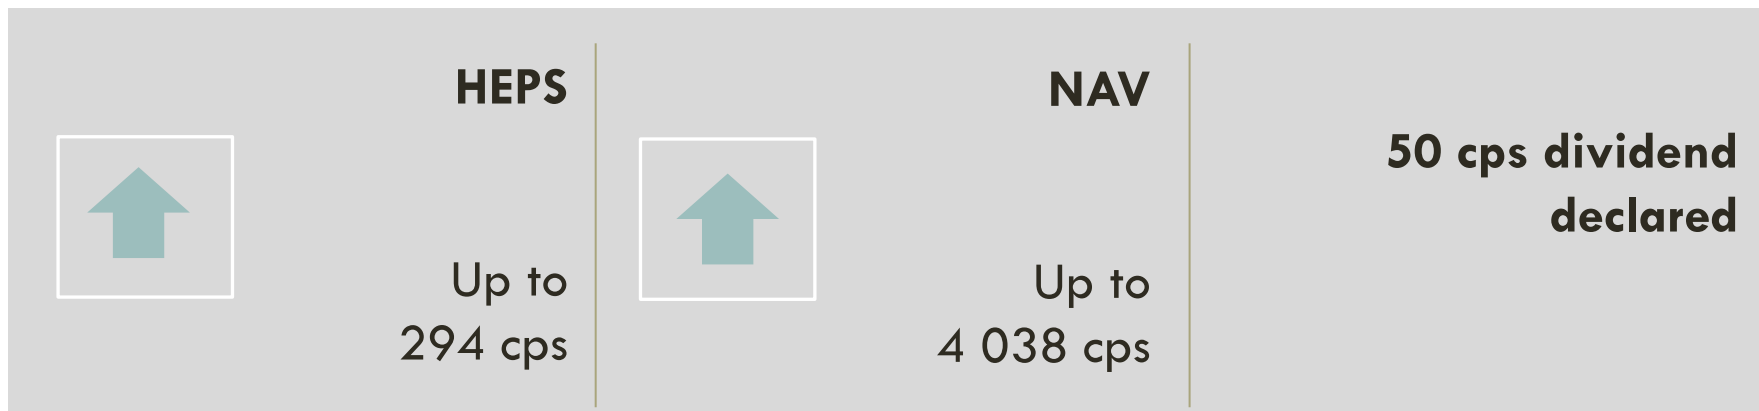 HEPS
Up to
294 cps
NAV
Up to
4 038 cps
50 cps dividend
declared